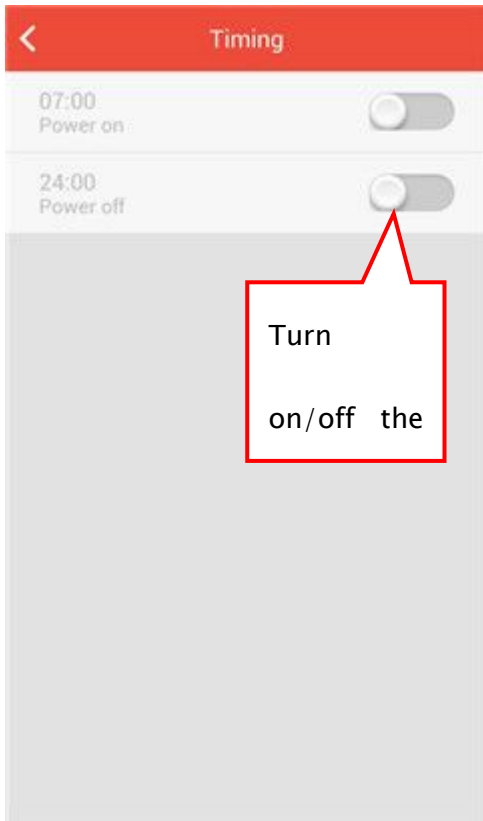 Timing
07:00
Power on
24:00
Power off
Turn
on/off the